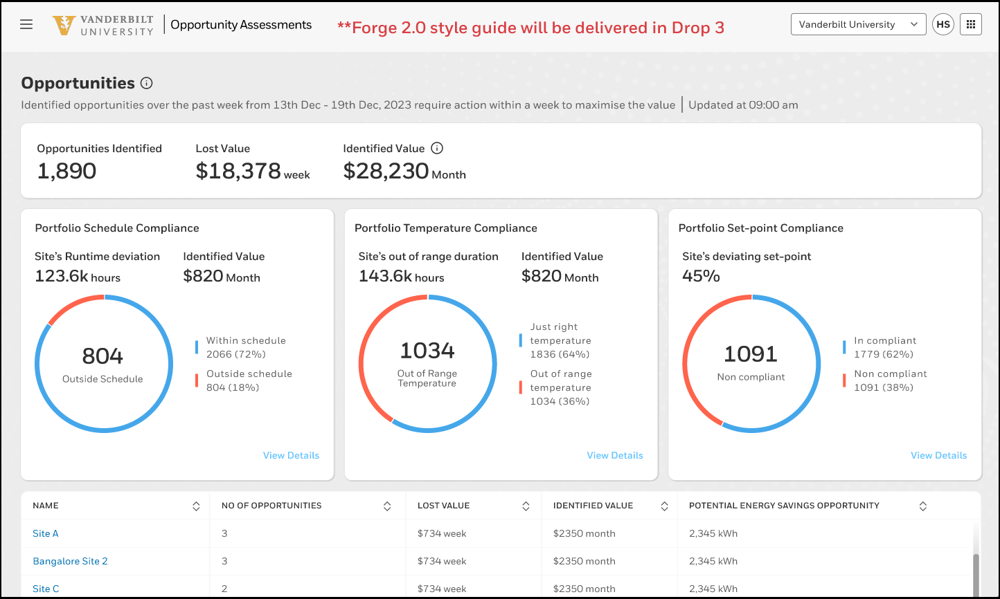 VANDERBILT
UNIVERSITY
Opportunity Assessments
**Forge 2.0 style guide will be delivered in Drop 3
Vanderbilt University
HS
Opportunities
Identified opportunities over the past week from 13th Dec - 19th Dec, 2023 require action within a week to maximise the value | Updated at 09:00 am
Opportunities Identified
1,890
Lost Value
$18,378 week
Identified Value
$28,230 Month
Portfolio Schedule Compliance
Site's Runtime deviation
123.6k hours
Identified Value
$820 Month
804
Outside Schedule
Within schedule
2066 (72%)
Outside schedule
804 (18%)
View Details
Portfolio Temperature Compliance
Site's out of range duration
143.6k hours
Identified Value
$820 Month
1034
Out of Range
Temperature
Just right
temperature
1836 (64%)
Out of range
temperature
1034 (36%)
View Details
Portfolio Set-point Compliance
Site's deviating set-point
45%
1091
Non compliant
In compliant
1779 (62%)
Non compliant
1091 (38%)
View Details
NAME NO OF OPPORTUNITIES LOST VALUE IDENTIFIED VALUE POTENTIAL ENERGY SAVINGS OPPORTUNITY
Site A 3 $734 week $2350 month 2,345 kWh
Bangalore Site 2 3 $734 week $2350 month 2,345 kWh
Site C 2 $734 week $2350 month 2,345 kWh